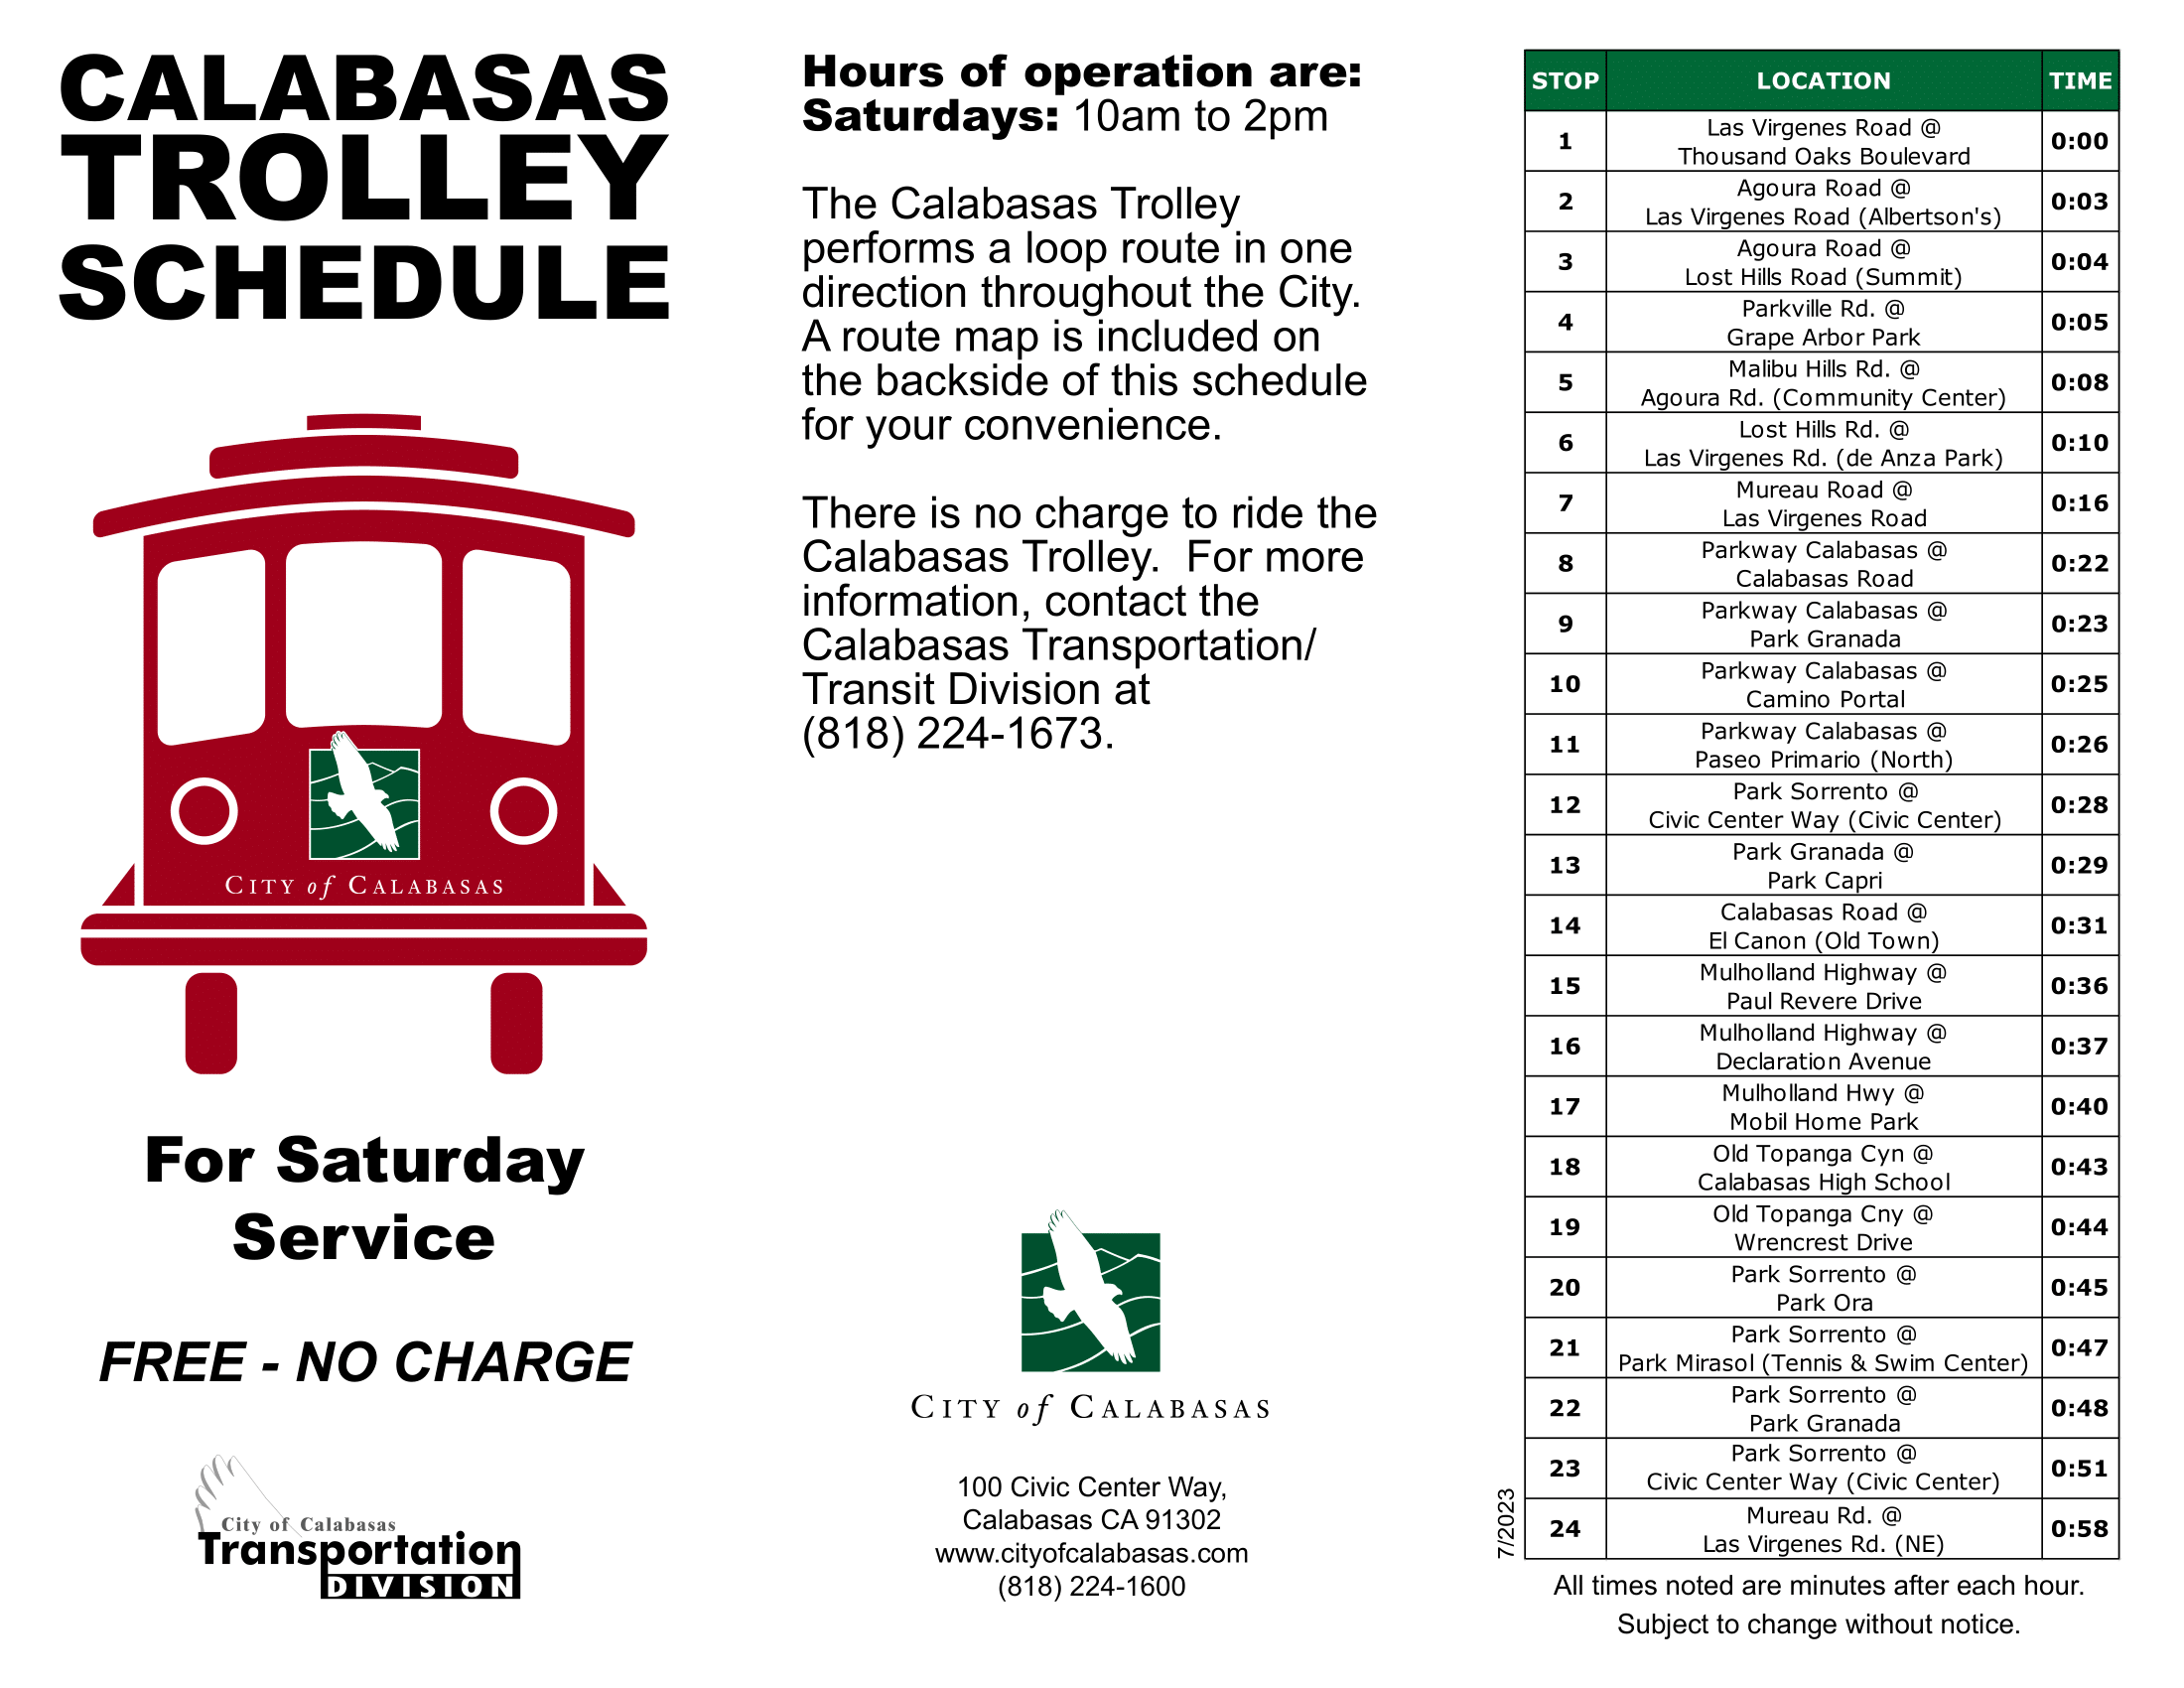 CALABASAS
TROLLEY
SCHEDULE
CITY of CALABASAS
For Saturday
Service
FREE - NO CHARGE
City of Calabasas
Transportation
DIVISION
Hours of operation are:
Saturdays: 10am to 2pm
The Calabasas Trolley
performs a loop route in one
direction throughout the City.
A route map is included on
the backside of this schedule
for your convenience.
There is no charge to ride the
Calabasas Trolley.  For more
information, contact the
Calabasas Transportation/
Transit Division at
(818) 224-1673.
CITY of CALABASAS
100 Civic Center Way,
Calabasas CA 91302
www.cityofcalabasas.com
(818) 224-1600
STOP LOCATION TIME
1 Las Virgenes Road @
Thousand Oaks Boulevard 0:00
2 Agoura Road @
Las Virgenes Road (Albertson's) 0:03
3 Agoura Road @
Lost Hills Road (Summit) 0:04
4 Parkville Rd. @
Grape Arbor Park 0:05
5 Malibu Hills Rd. @
Agoura Rd. (Community Center) 0:08
6 Lost Hills Rd. @
Las Virgenes Rd. (de Anza Park) 0:10
7 Mureau Road @
Las Virgenes Road 0:16
8 Parkway Calabasas @
Calabasas Road 0:22
9 Parkway Calabasas @
Park Granada 0:23
10 Parkway Calabasas @
Camino Portal 0:25
11 Parkway Calabasas @
Paseo Primario (North) 0:26
12 Park Sorrento @
Civic Center Way (Civic Center) 0:28
13 Park Granada @
Park Capri 0:29
14 Calabasas Road @
El Canon (Old Town) 0:31
15 Mulholland Highway @
Paul Revere Drive 0:36
16 Mulholland Highway @
Declaration Avenue 0:37
17 Mulholland Hwy @
Mobil Home Park 0:40
18 Old Topanga Cyn @
Calabasas High School 0:43
19 Old Topanga Cny @
Wrencrest Drive 0:44
20 Park Sorrento @
Park Ora 0:45
21 Park Sorrento @
Park Mirasol (Tennis & Swim Center) 0:47
22 Park Sorrento @
Park Granada 0:48
23 Park Sorrento @
Civic Center Way (Civic Center) 0:51
24 Mureau Rd. @
Las Virgenes Rd. (NE) 0:58
7/2023
All times noted are minutes after each hour.
Subject to change without notice.